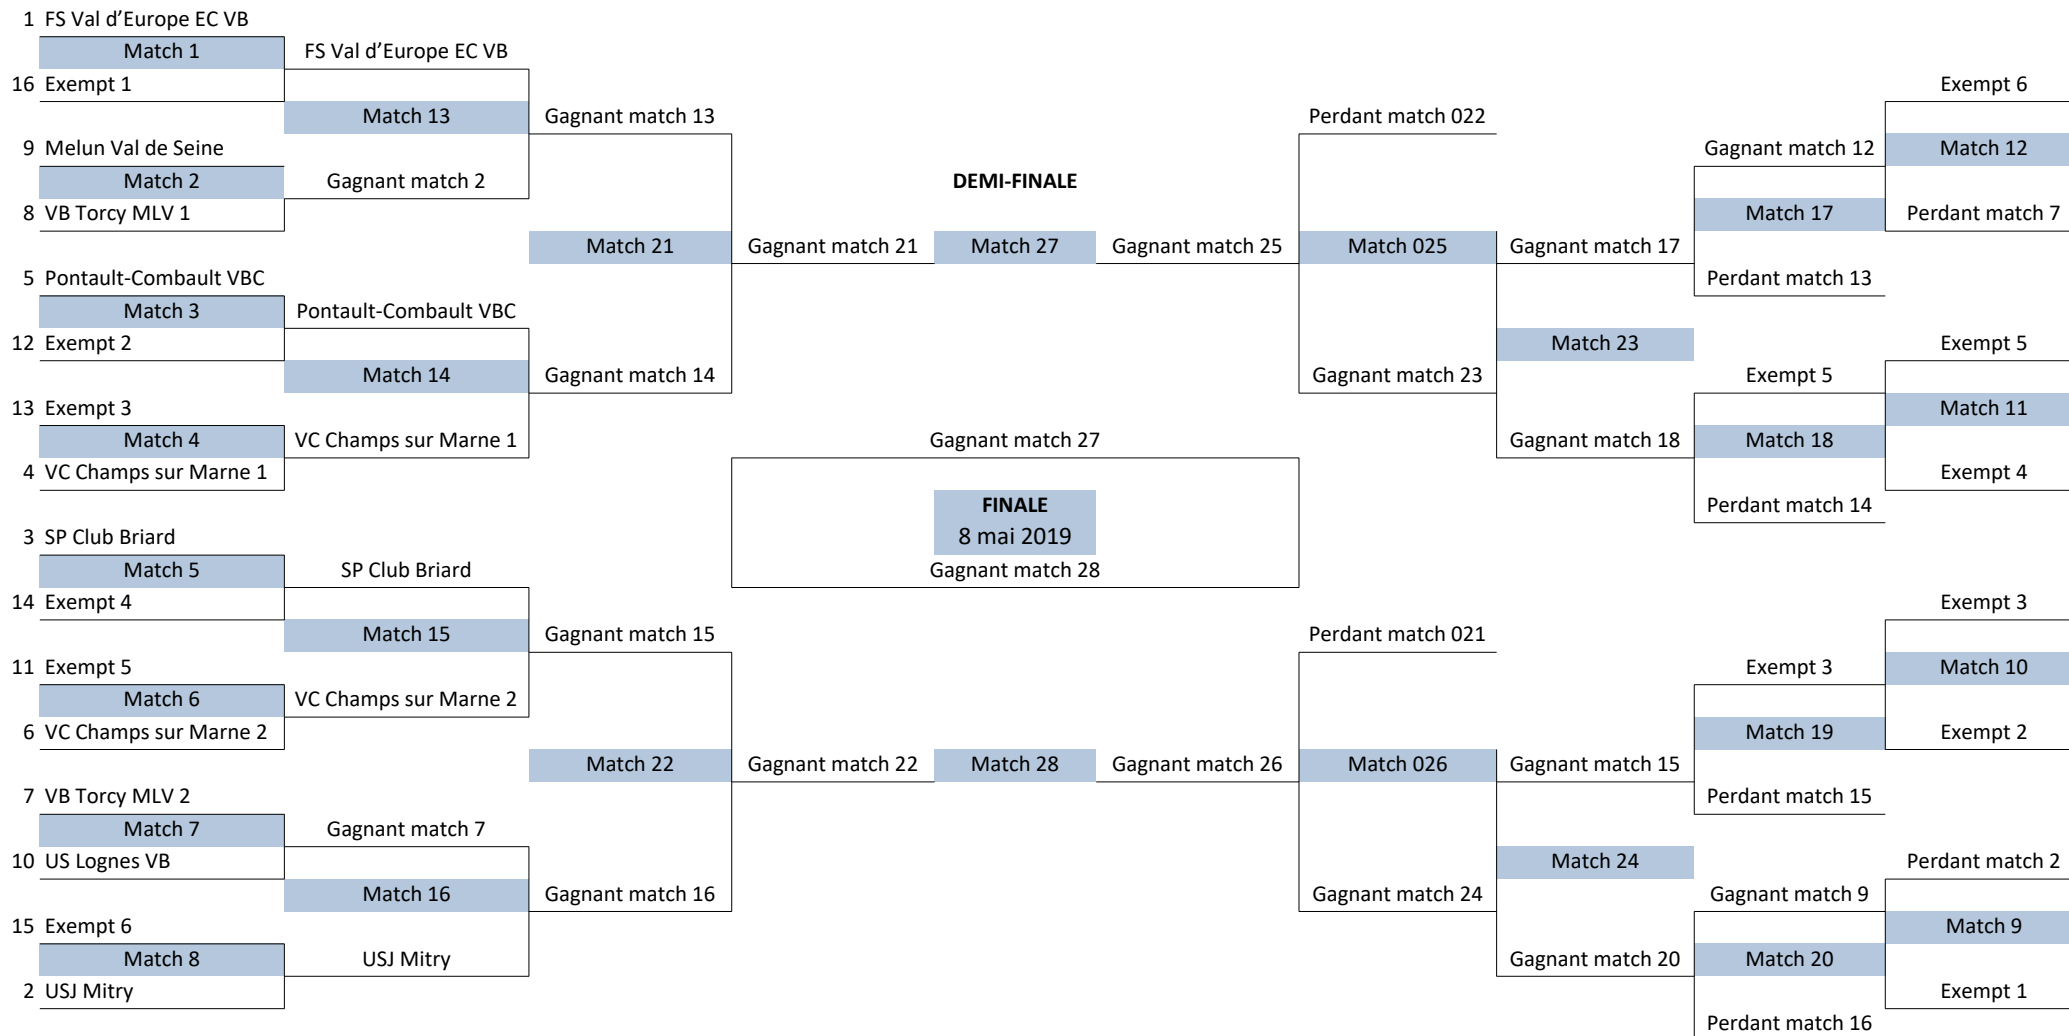 1 FS Val d’Europe EC VB
Match 1
16 Exempt 1
9 Melun Val de Seine
Match 2
8 VB Torcy MLV 1
5 Pontault-Combault VBC
Match 3
12 Exempt 2
13 Exempt 3
Match 4
4 VC Champs sur Marne 1
3 SP Club Briard
Match 5
14 Exempt 4
11 Exempt 5
Match 6
6 VC Champs sur Marne 2
7 VB Torcy MLV 2
Match 7
10 US Lognes VB
15 Exempt 6
Match 8
2 USJ Mitry
FS Val d’Europe EC VB
Match 13
Gagnant match 2
Pontault-Combault VBC
Match 14
VC Champs sur Marne 1
SP Club Briard
Match 15
VC Champs sur Marne 2
Gagnant match 7
Match 16
USJ Mitry
Gagnant match 13
Match 21
Gagnant match 14
Gagnant match 15
Match 22
Gagnant match 16
DEMI-FINALE
Gagnant match 21
Match 27
Gagnant match 25
Gagnant match 27
FINALE
8 mai 2019
Gagnant match 28
Gagnant match 22
Match 28
Gagnant match 26
Perdant match 022
Match 025
Gagnant match 23
Perdant match 021
Match 026
Gagnant match 24
Gagnant match 17
Match 23
Gagnant match 18
Gagnant match 15
Match 24
Gagnant match 20
Gagnant match 12
Match 17
Perdant match 13
Exempt 5
Match 18
Perdant match 14
Exempt 3
Match 19
Perdant match 15
Gagnant match 9
Match 20
Perdant match 16
Exempt 6
Match 12
Perdant match 7
Exempt 5
Match 11
Exempt 4
Exempt 3
Match 10
Exempt 2
Perdant match 2
Match 9
Exempt 1